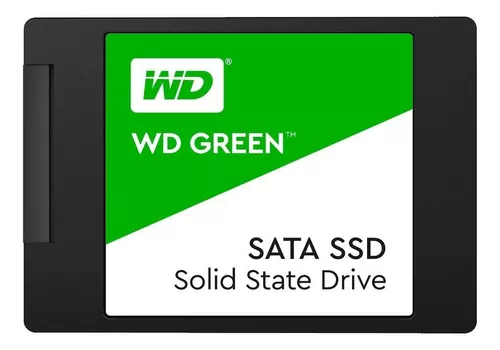 WD®
WD GREEN™
SATA SSD
Solid State Drive